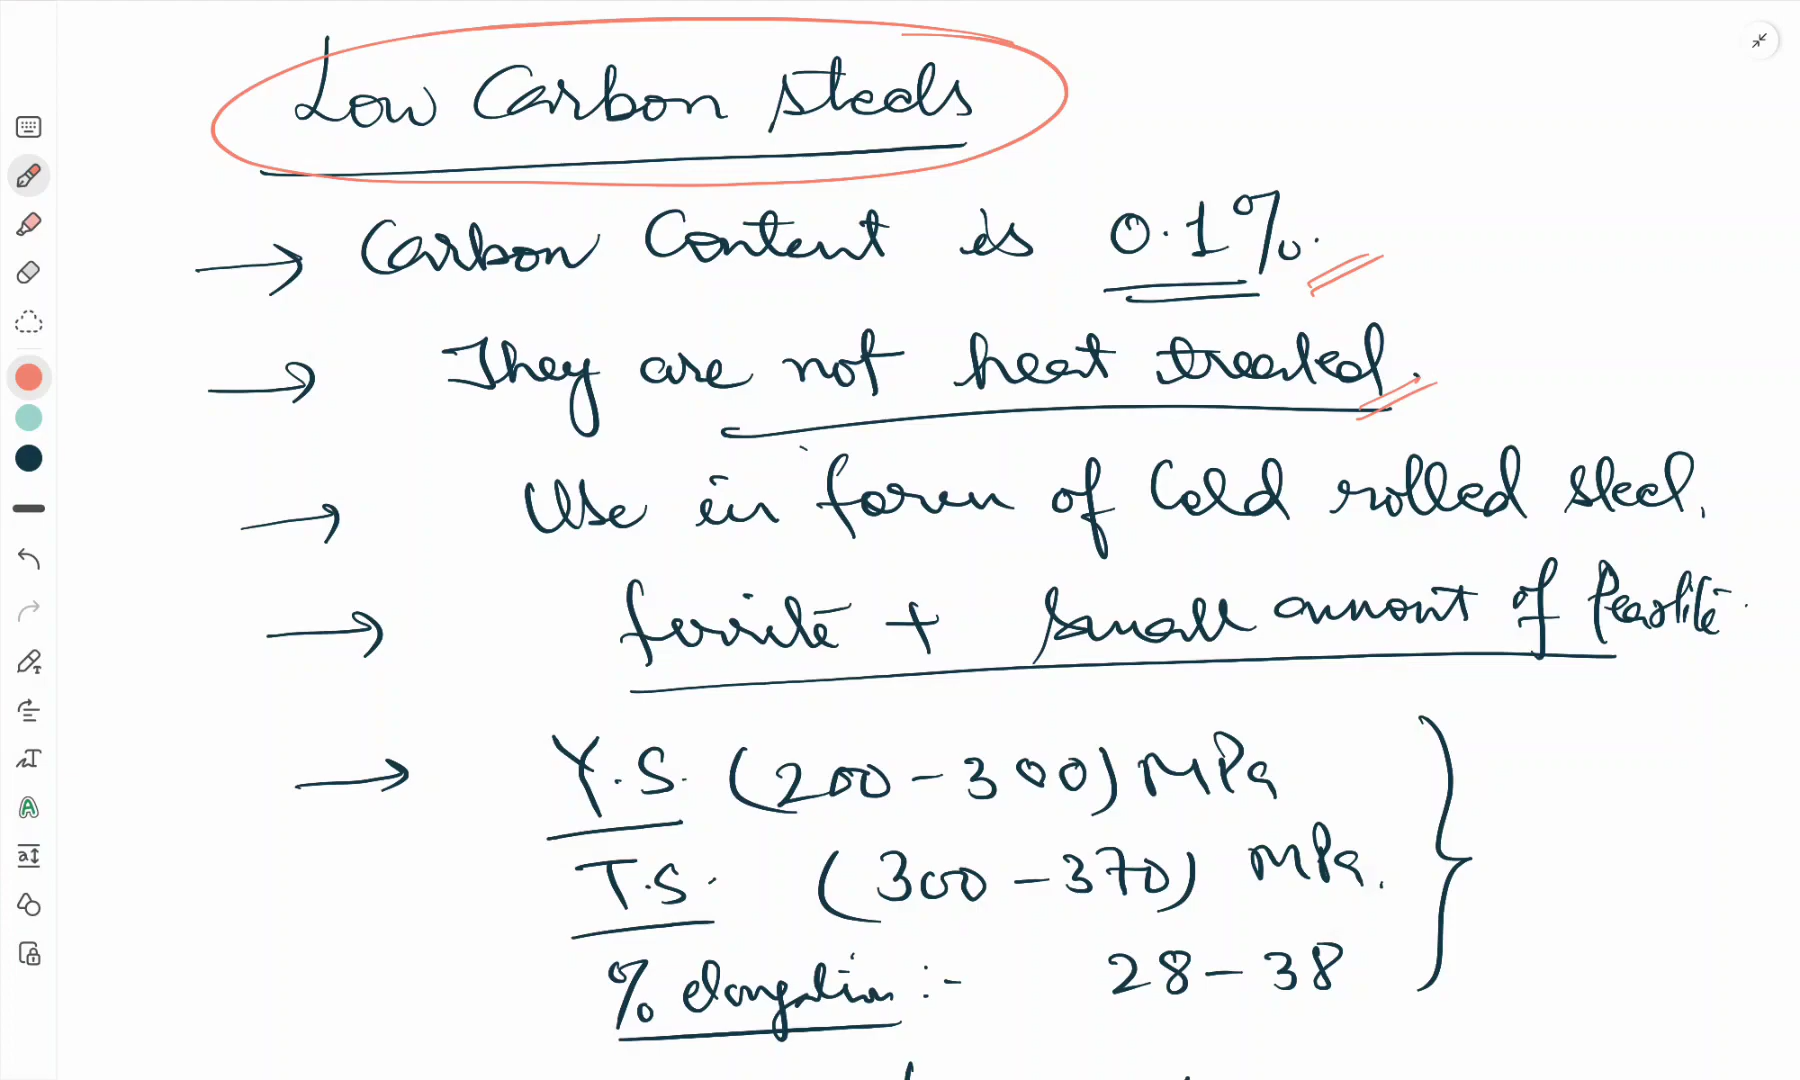 Low Carbon steels
→ Carbon Content is 0.1%.
→ They are not heat treated.
→ Use in form of Cold rolled steel.
→ ferrite + small amount of Pearlite.
→ Y.S. (200-300) MPa
T.S. (300-370) MPa.
% elongation :- 28-38